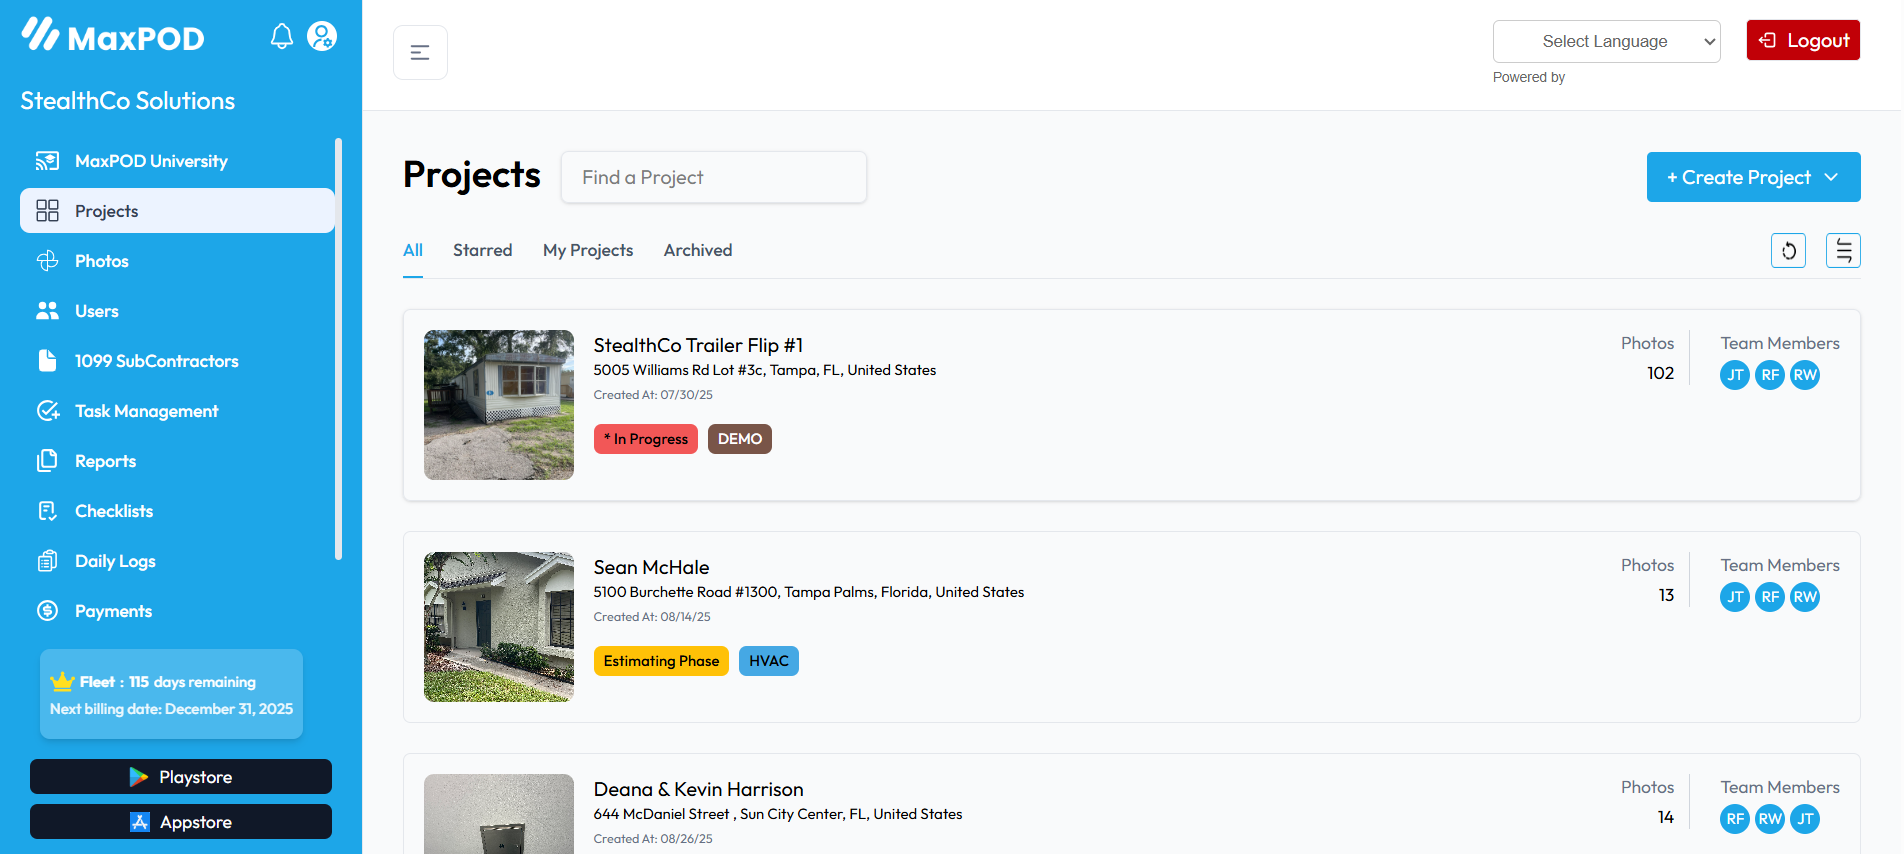 MaxPOD
StealthCo Solutions
MaxPOD University
Projects
Photos
Users
1099 SubContractors
Task Management
Reports
Checklists
Daily Logs
Payments
Fleet : 115 days remaining
Next billing date: December 31, 2025
Playstore
Appstore
Select Language
Powered by
Logout
Projects
Find a Project
+ Create Project
All
Starred
My Projects
Archived
StealthCo Trailer Flip #1
5005 Williams Rd Lot #3c, Tampa, FL, United States
Created At: 07/30/25
* In Progress
DEMO
Photos
102
Team Members
JT RF RW
Sean McHale
5100 Burchette Road #1300, Tampa Palms, Florida, United States
Created At: 08/14/25
Estimating Phase
HVAC
Photos
13
Team Members
JT RF RW
Deana & Kevin Harrison
644 McDaniel Street , Sun City Center, FL, United States
Created At: 08/26/25
Photos
14
Team Members
RF RW JT